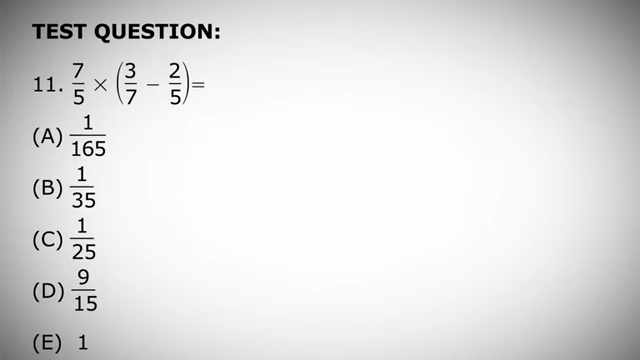 TEST QUESTION:
11. 7/5 × (3/7 − 2/5)=
(A) 1/165
(B) 1/35
(C) 1/25
(D) 9/15
(E) 1